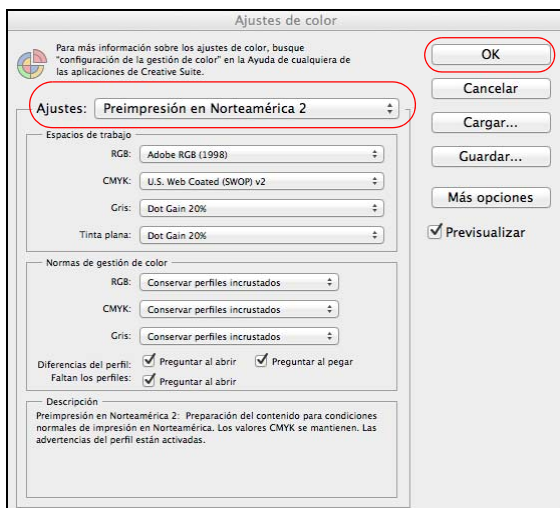 Ajustes de color
Para más información sobre los ajustes de color, busque
"configuración de la gestión de color" en la Ayuda de cualquiera de
las aplicaciones de Creative Suite.
OK
Cancelar
Cargar...
Guardar...
Más opciones
Previsualizar
Ajustes: Preimpresión en Norteamérica 2
Espacios de trabajo
RGB: Adobe RGB (1998)
CMYK: U.S. Web Coated (SWOP) v2
Gris: Dot Gain 20%
Tinta plana: Dot Gain 20%
Normas de gestión de color
RGB: Conservar perfiles incrustados
CMYK: Conservar perfiles incrustados
Gris: Conservar perfiles incrustados
Diferencias del perfil: Preguntar al abrir Preguntar al pegar
Faltan los perfiles: Preguntar al abrir
Descripción
Preimpresión en Norteamérica 2: Preparación del contenido para condiciones
normales de impresión en Norteamérica. Los valores CMYK se mantienen. Las
advertencias del perfil están activadas.